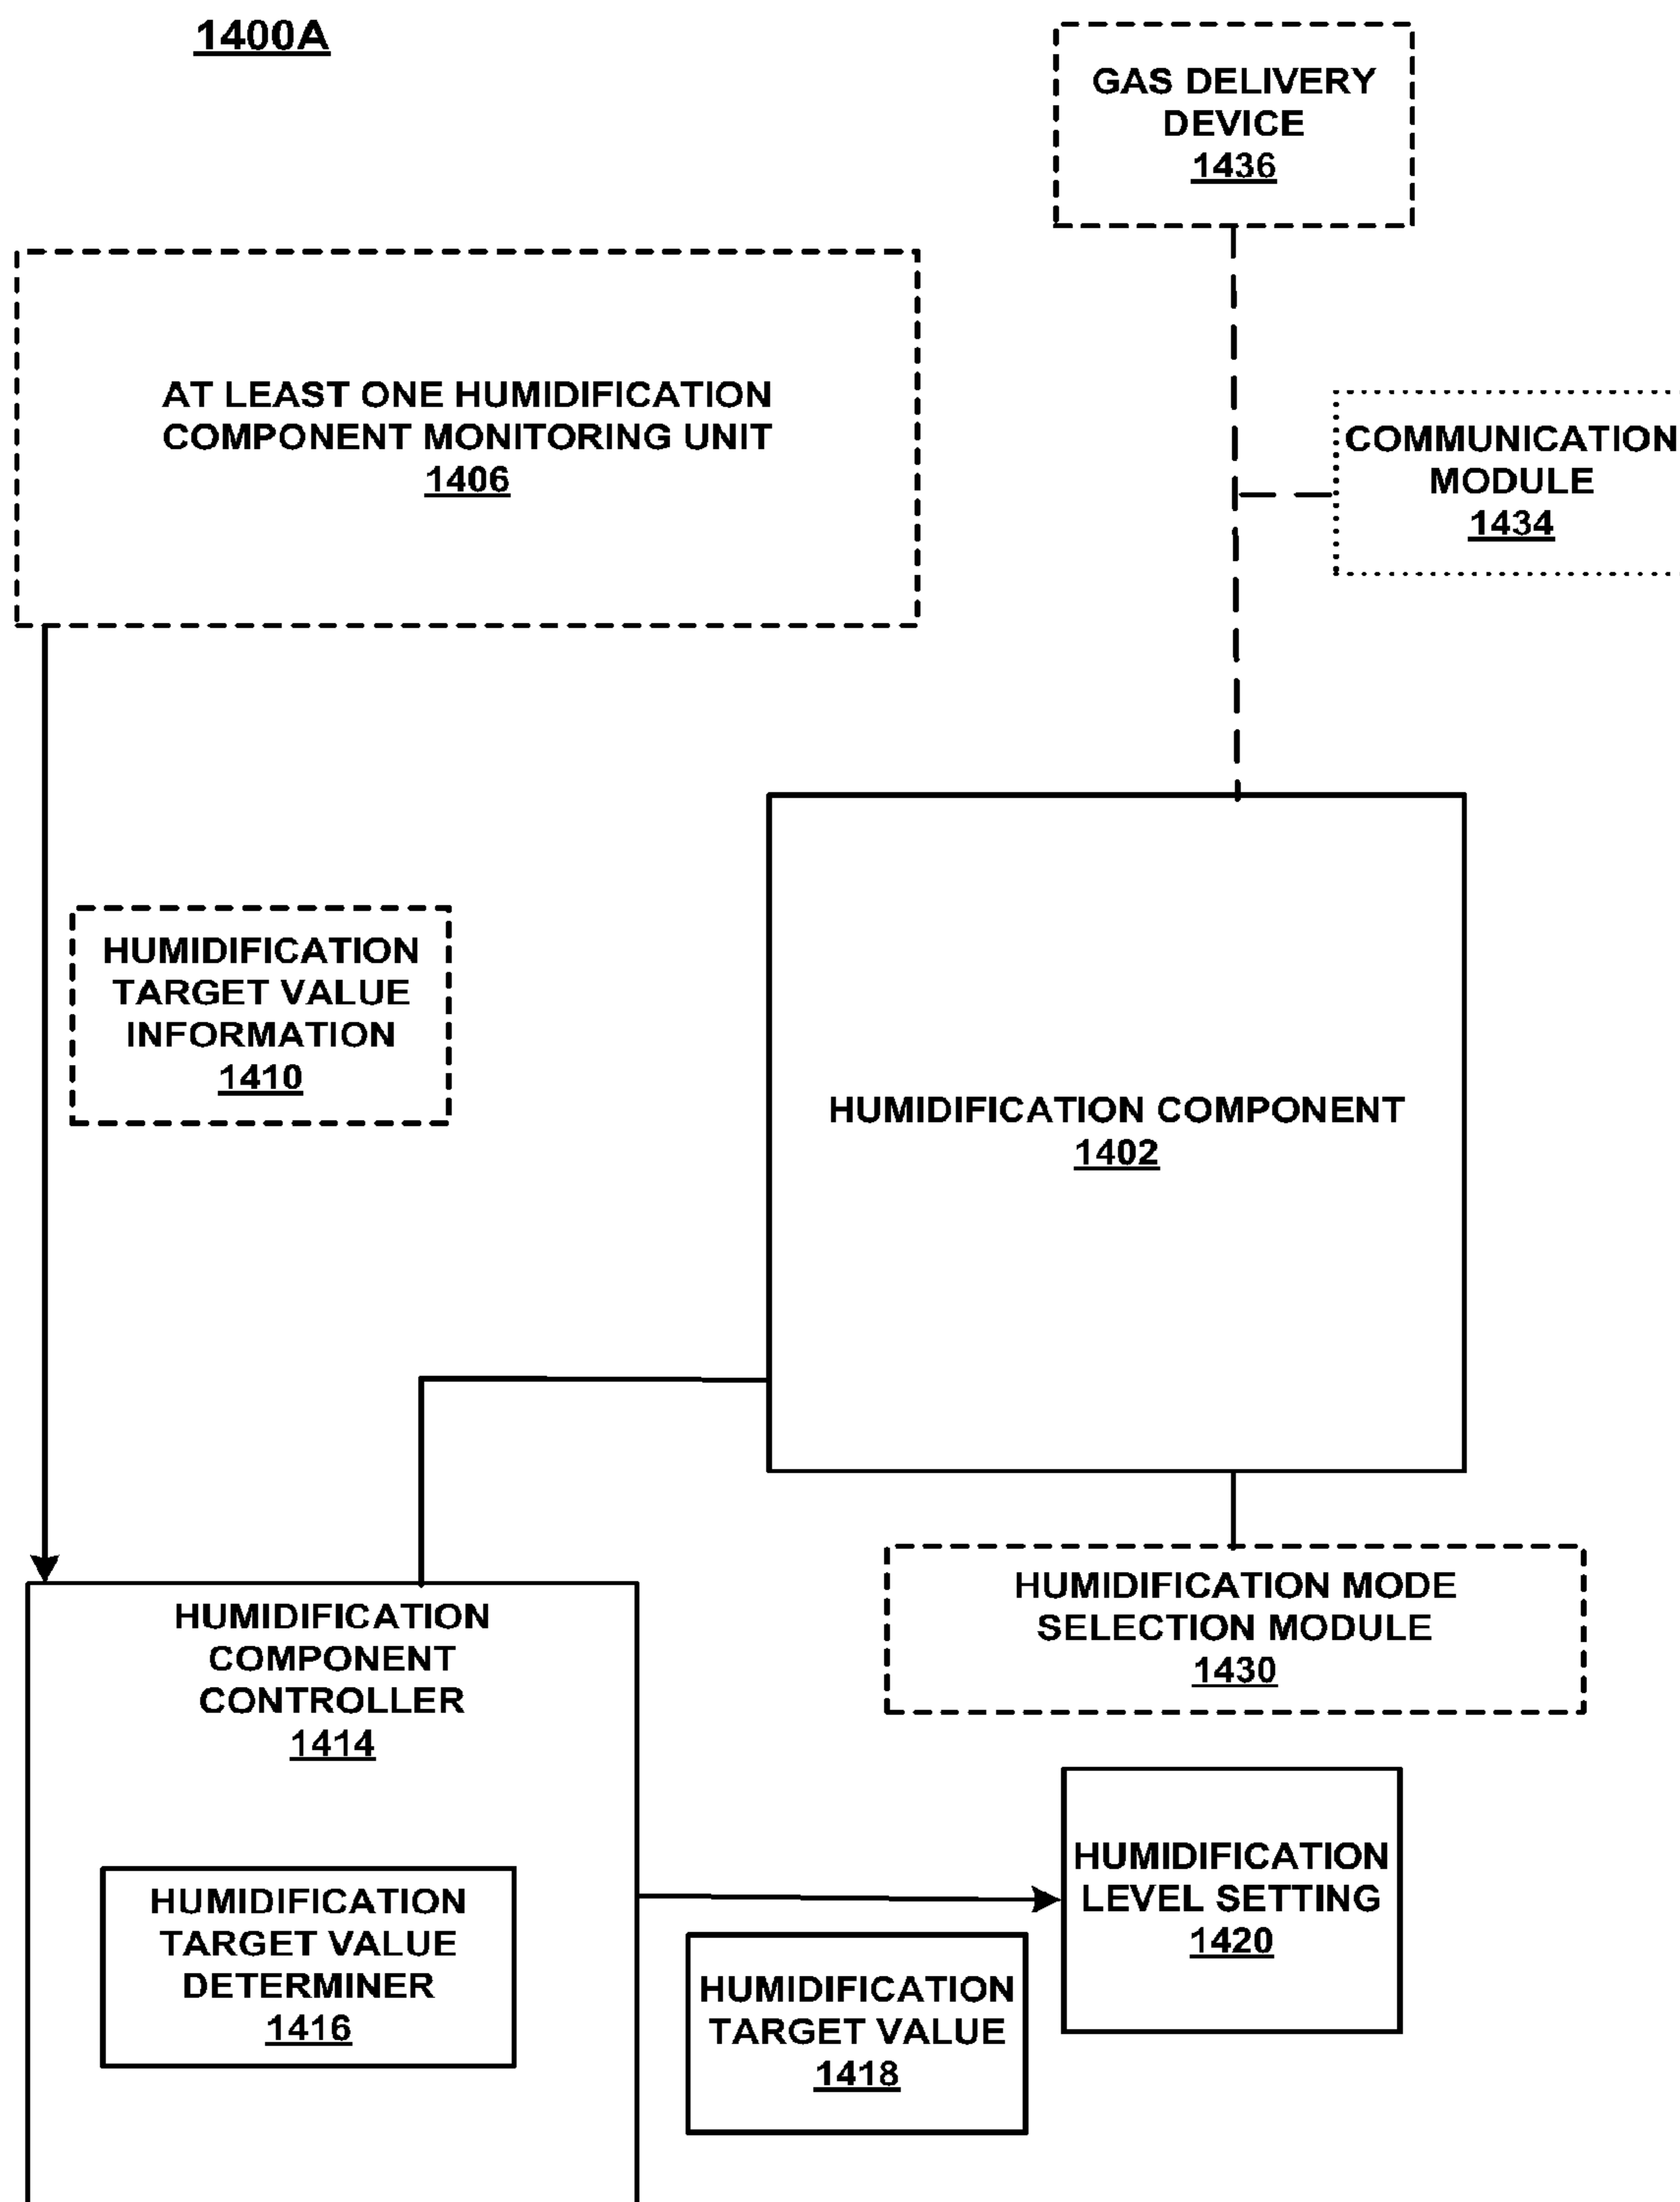 1400A
GAS DELIVERY
DEVICE
1436
AT LEAST ONE HUMIDIFICATION
COMPONENT MONITORING UNIT
1406
COMMUNICATION
MODULE
1434
HUMIDIFICATION
TARGET VALUE
INFORMATION
1410
HUMIDIFICATION COMPONENT
1402
HUMIDIFICATION MODE
SELECTION MODULE
1430
HUMIDIFICATION
COMPONENT
CONTROLLER
1414
HUMIDIFICATION
TARGET VALUE
DETERMINER
1416
HUMIDIFICATION
LEVEL SETTING
1420
HUMIDIFICATION
TARGET VALUE
1418